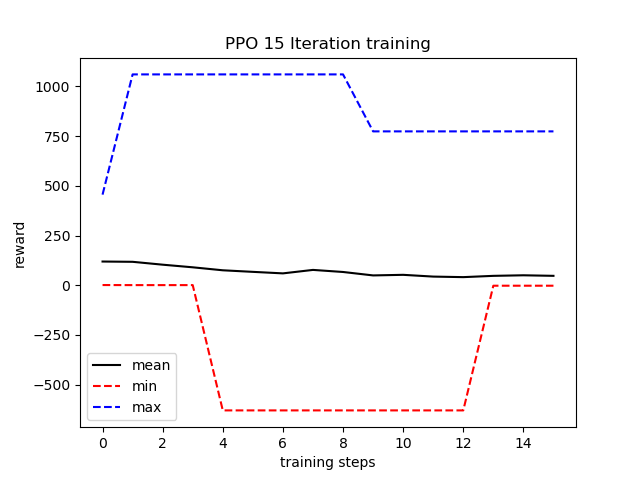 PPO 15 Iteration training
1000
750
500
250
0
−250
−500
reward
mean
min
max
0 2 4 6 8 10 12 14
training steps